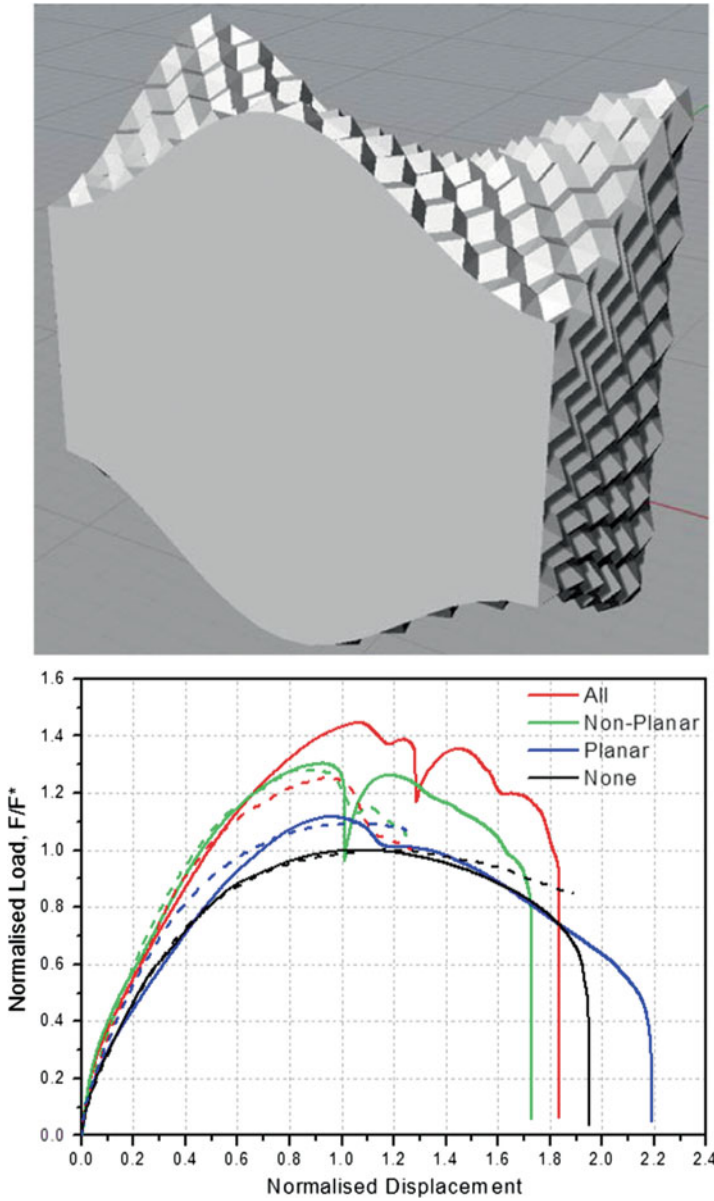 1.6
1.4
1.2
1.0
0.8
0.6
0.4
0.2
0.0
Normalised Load, F/F*
All
Non-Planar
Planar
None
0.0 0.2 0.4 0.6 0.8 1.0 1.2 1.4 1.6 1.8 2.0 2.2 2.4
Normalised Displacement